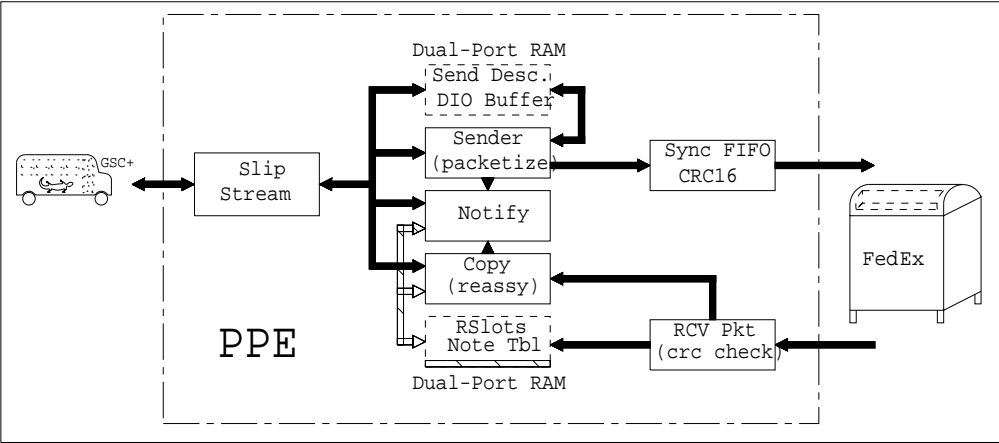 Dual-Port RAM
Send Desc.
DIO Buffer
Sender
(packetize)
Sync FIFO
CRC16
GSC+
Slip
Stream
Notify
FedEx
Copy
(reassy)
PPE
RSlots
Note Tbl
RCV Pkt
(crc check)
Dual-Port RAM